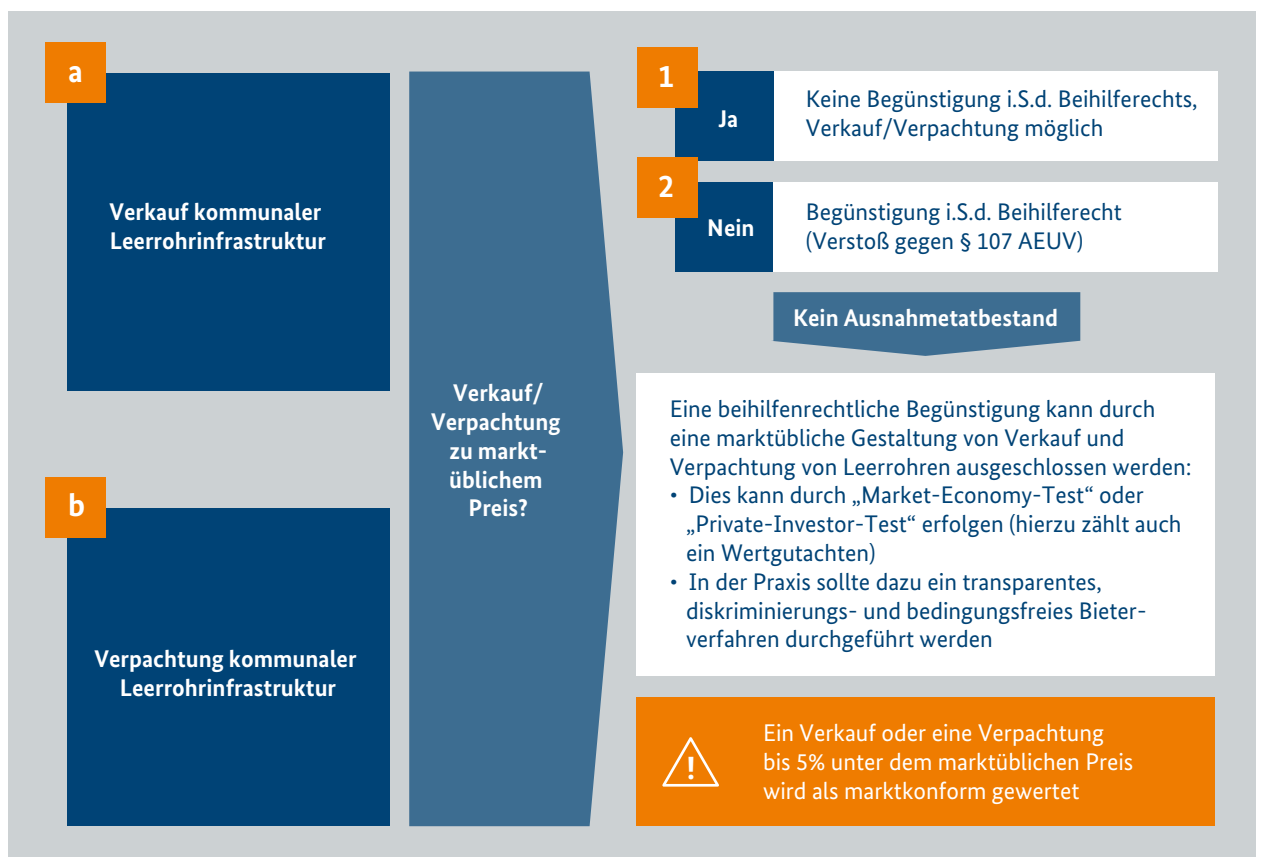 a
Verkauf kommunaler
Leerrohrinfrastruktur
b
Verpachtung kommunaler
Leerrohrinfrastruktur
Verkauf/
Verpachtung
zu markt-
üblichem
Preis?
1
Ja
Keine Begünstigung i.S.d. Beihilferechts,
Verkauf/Verpachtung möglich
2
Nein
Begünstigung i.S.d. Beihilferecht
(Verstoß gegen § 107 AEUV)
Kein Ausnahmetatbestand
Eine beihilfenrechtliche Begünstigung kann durch
eine marktübliche Gestaltung von Verkauf und
Verpachtung von Leerrohren ausgeschlossen werden:
• Dies kann durch „Market-Economy-Test“ oder
„Private-Investor-Test“ erfolgen (hierzu zählt auch
ein Wertgutachten)
• In der Praxis sollte dazu ein transparentes,
diskriminierungs- und bedingungsfreies Bieter-
verfahren durchgeführt werden
!
Ein Verkauf oder eine Verpachtung
bis 5% unter dem marktüblichen Preis
wird als marktkonform gewertet